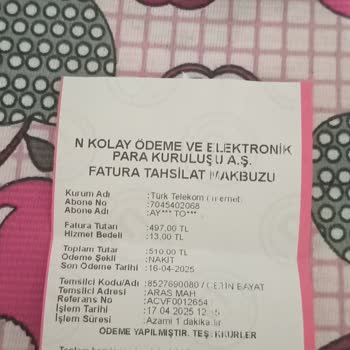 N KOLAY ÖDEME VE ELEKTRONİK
PARA KURULUŞU A.Ş.
FATURA TAHSİLAT MAKBUZU
Kurum Adı :Türk Telekom (
Abone No :7045402068
Abone Adı :AY*** TO***
Fatura Tutarı :497,00 TL
Hizmet Bedeli :13,00 TL
Toplam Tutar :510,00 TL
Ödeme Şekli :NAKİT
Son Ödeme Tarihi :16-04-2025
Temsilci Kodu/Adı :8527690080 / ÇETİN BAYAT
Temsilci Adresi :ARAS MAH
Referans No :ACVF0012654
İşlem Tarihi :17.04.2025 12:15
İşlem Süresi :Azami 1 dakika
ÖDEME YAPILMIŞTIR. TEŞEKKÜRLER